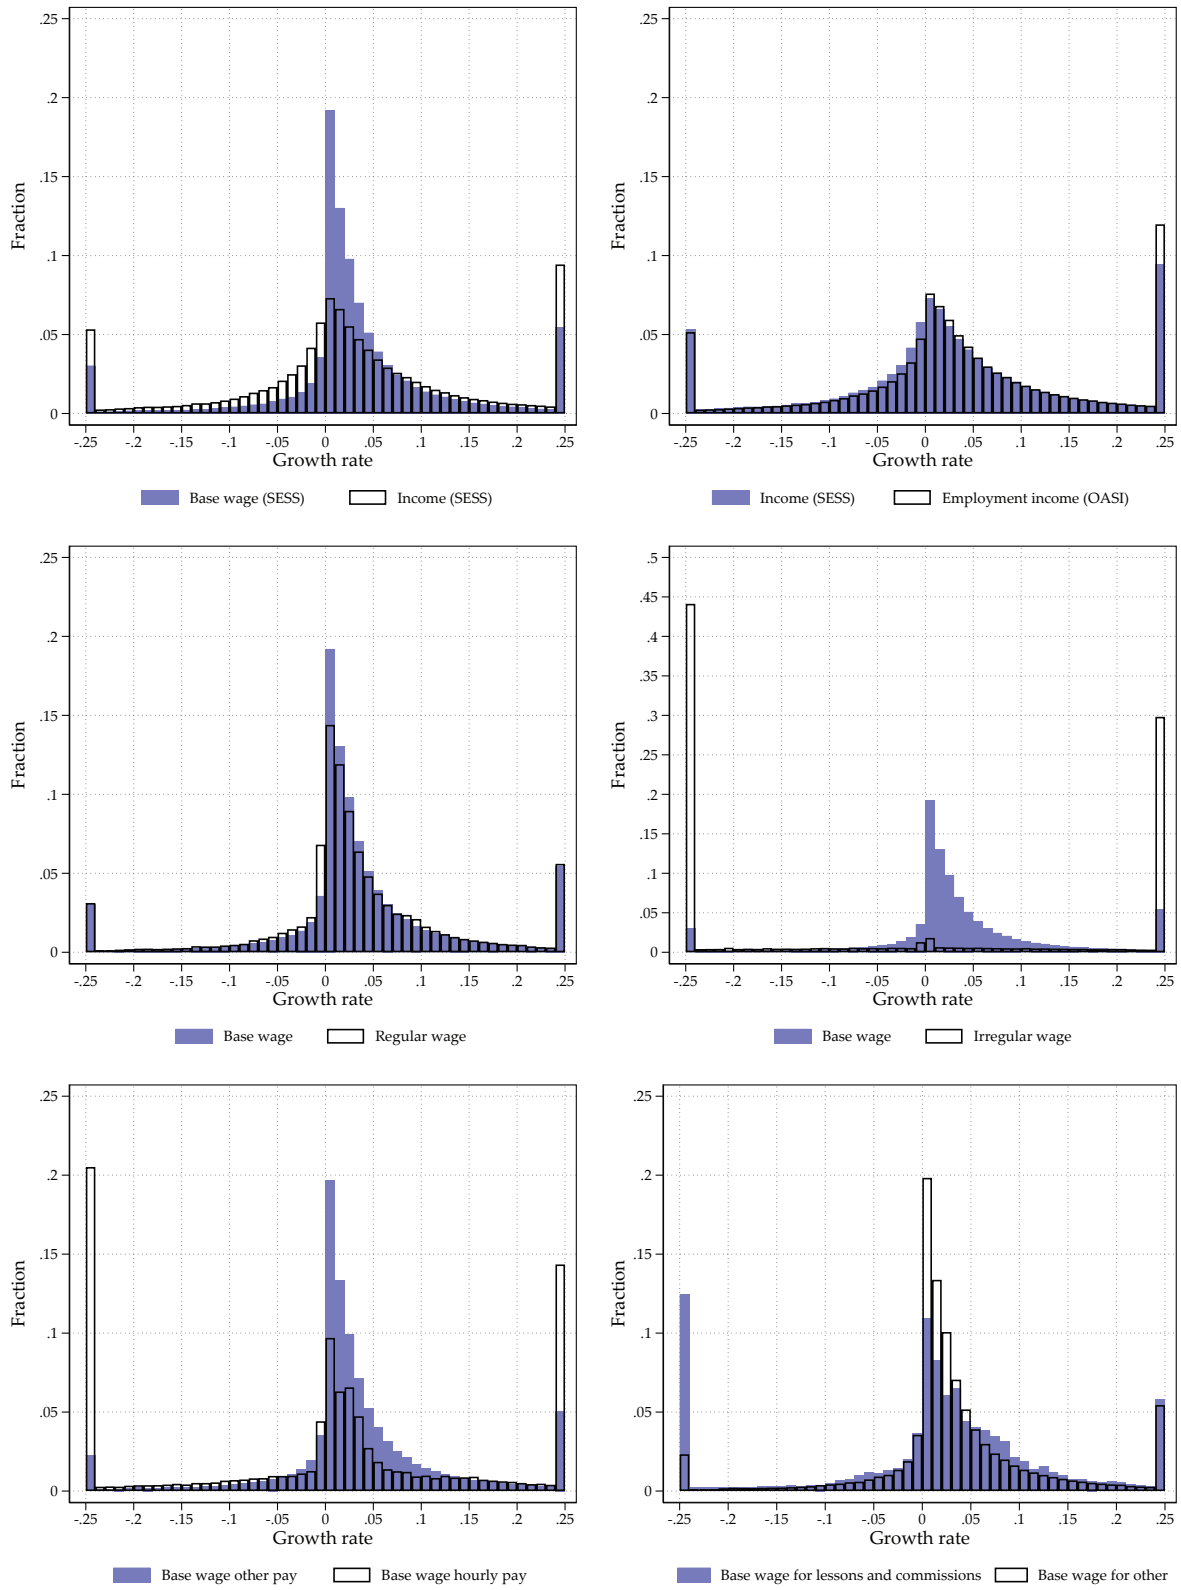 .25
.2
.15
.1
.05
0
Fraction
-.25 -.2 -.15 -.1 -.05 0 .05 .1 .15 .2 .25
Growth rate
Base wage (SESS) Income (SESS)
.25
.2
.15
.1
.05
0
Fraction
-.25 -.2 -.15 -.1 -.05 0 .05 .1 .15 .2 .25
Growth rate
Income (SESS) Employment income (OASI)
.25
.2
.15
.1
.05
0
Fraction
-.25 -.2 -.15 -.1 -.05 0 .05 .1 .15 .2 .25
Growth rate
Base wage Regular wage
.5
.45
.4
.35
.3
.25
.2
.15
.1
.05
0
Fraction
-.25 -.2 -.15 -.1 -.05 0 .05 .1 .15 .2 .25
Growth rate
Base wage Irregular wage
.25
.2
.15
.1
.05
0
Fraction
-.25 -.2 -.15 -.1 -.05 0 .05 .1 .15 .2 .25
Growth rate
Base wage other pay Base wage hourly pay
.25
.2
.15
.1
.05
0
Fraction
-.25 -.2 -.15 -.1 -.05 0 .05 .1 .15 .2 .25
Growth rate
Base wage for lessons and commissions Base wage for other